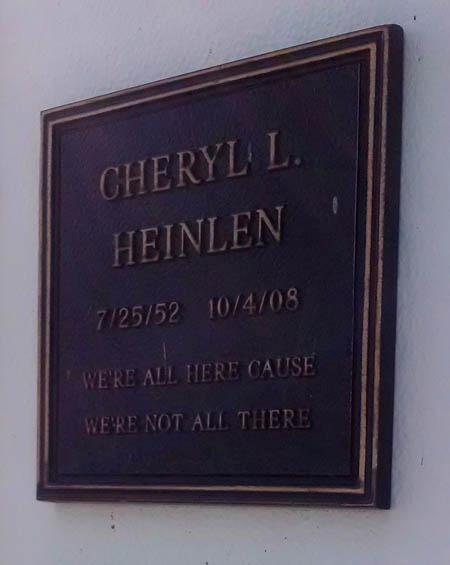 CHERYL L.
HEINLEN
7/25/52 10/4/08
WE'RE ALL HERE CAUSE
WE'RE NOT ALL THERE